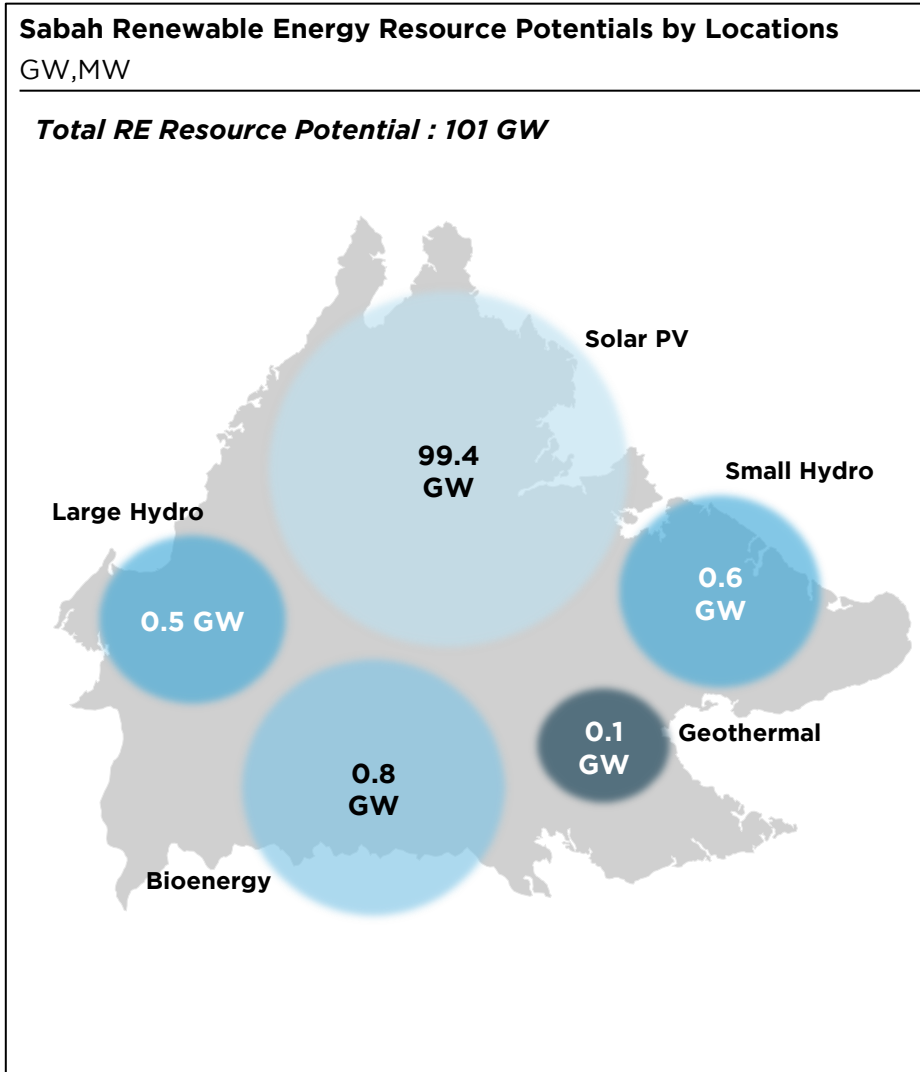 Sabah Renewable Energy Resource Potentials by Locations
GW,MW
Total RE Resource Potential : 101 GW
Solar PV
99.4
GW
Small Hydro
Large Hydro
0.6
GW
0.5 GW
0.1
GW
Geothermal
0.8
GW
Bioenergy